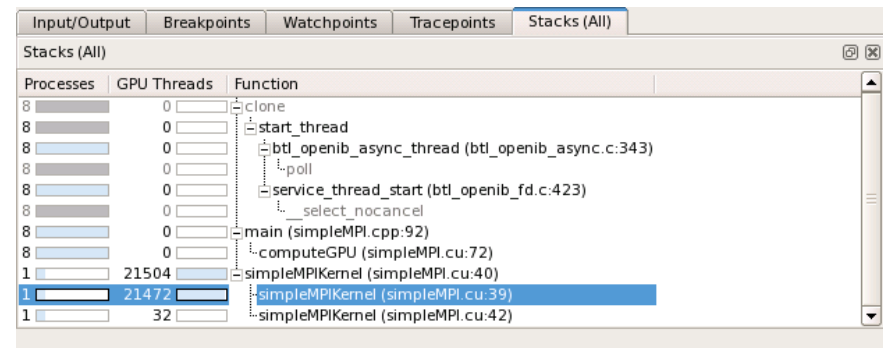 Input/Output Breakpoints Watchpoints Tracepoints Stacks (All)
Stacks (All)
Processes GPU Threads Function
8 0 clone
8 0 start_thread
8 0 btl_openib_async_thread (btl_openib_async.c:343)
8 0 poll
8 0 service_thread_start (btl_openib_fd.c:423)
8 0 __select_nocancel
8 0 main (simpleMPI.cpp:92)
8 0 computeGPU (simpleMPI.cu:72)
1 21504 simpleMPIKernel (simpleMPI.cu:40)
1 21472 simpleMPIKernel (simpleMPI.cu:39)
1 32 simpleMPIKernel (simpleMPI.cu:42)